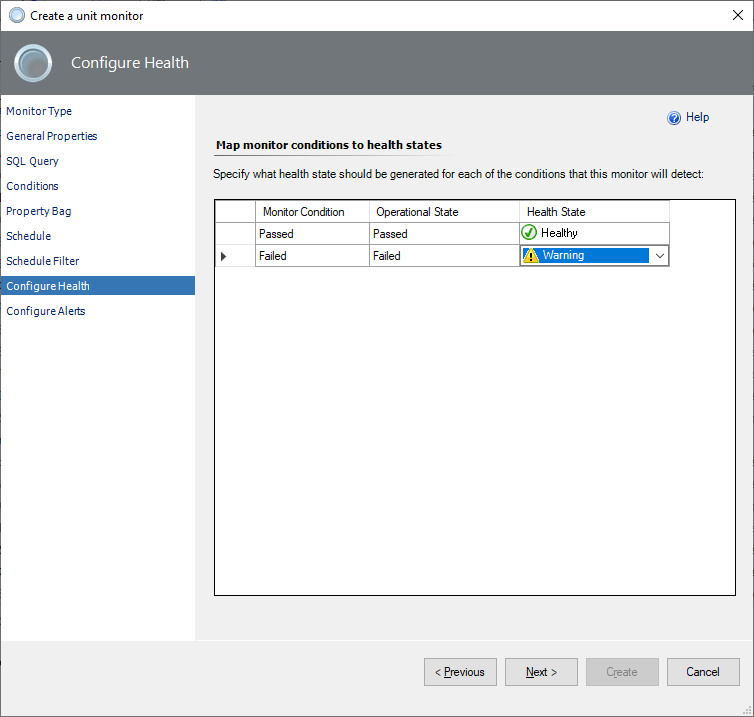 Create a unit monitor
Configure Health
Monitor Type
General Properties
SQL Query
Conditions
Property Bag
Schedule
Schedule Filter
Configure Health
Configure Alerts
Help
Map monitor conditions to health states
Specify what health state should be generated for each of the conditions that this monitor will detect:
Monitor Condition Operational State Health State
Passed Passed Healthy
Failed Failed Warning
< Previous Next > Create Cancel